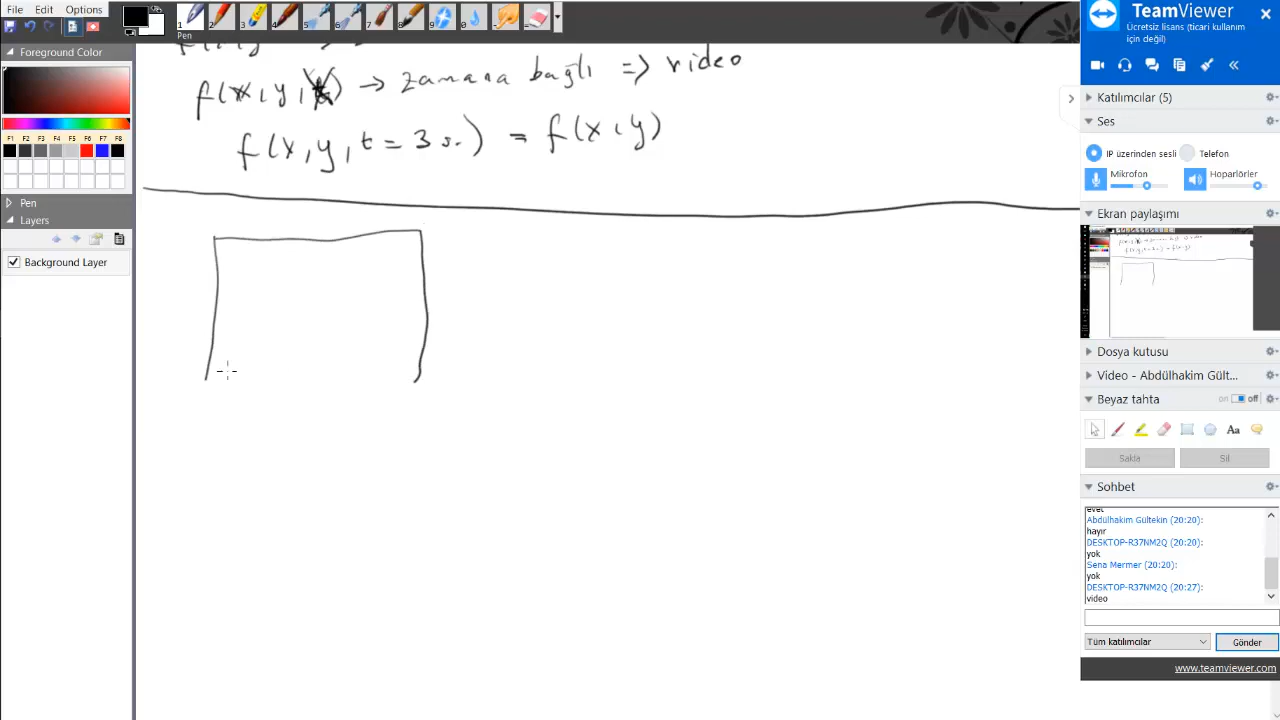 File Edit Options
Pen
Foreground Color
F1 F2 F3 F4 F5 F6 F7 F8
Pen
Layers
Background Layer
f(x,y,t) → zamana bağlı => video
f(x,y,t=3s.) = f(x,y)
TeamViewer
Ücretsiz lisans (ticari kullanım
için değil)
Katılımcılar (5)
Ses
IP üzerinden sesli
Telefon
Mikrofon
Hoparlörler
Ekran paylaşımı
Dosya kutusu
Video - Abdülhakim Gült...
Beyaz tahta
on off
Aa
Sakla
Sil
Sohbet
evet
Abdülhakim Gültekin (20:20):
hayır
DESKTOP-R37NM2Q (20:20):
yok
Sena Mermer (20:20):
yok
DESKTOP-R37NM2Q (20:27):
video
Tüm katılımcılar
Gönder
www.teamviewer.com